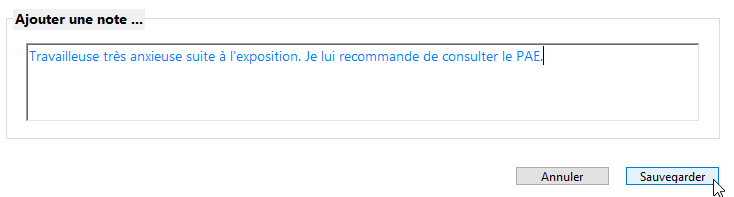 Ajouter une note ...
Travailleuse très anxieuse suite à l'exposition. Je lui recommande de consulter le PAE.
Annuler
Sauvegarder